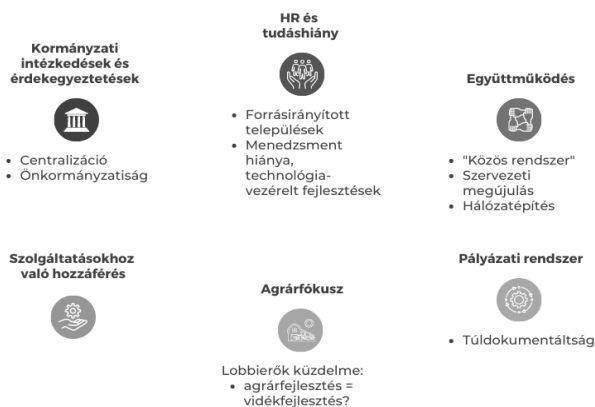 Kormányzati
intézkedések és
érdekegyeztetések
• Centralizáció
• Önkormányzatiság
HR és
tudáshiány
• Forrásirányított
települések
• Menedzsment
hiánya,
technológia-
vezérelt fejlesztések
Együttműködés
• "Közös rendszer"
• Szervezeti
megújulás
• Hálózatépítés
Szolgáltatásokhoz
való hozzáférés
Agrárfókusz
Lobbierők küzdelme:
• agrárfejlesztés =
vidékfejlesztés?
Pályázati rendszer
• Túldokumentáltság